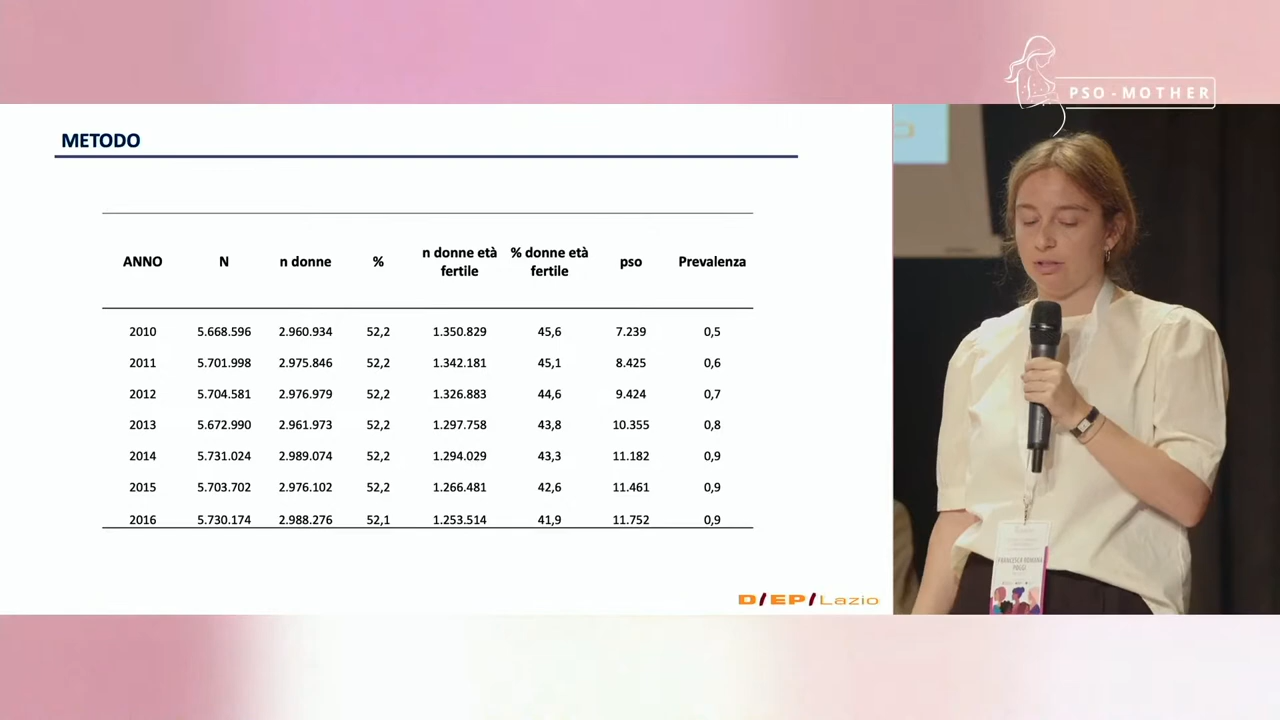 PSO-MOTHER
METODO
ANNO N n donne % n donne età fertile % donne età fertile pso Prevalenza
2010 5.668.596 2.960.934 52,2 1.350.829 45,6 7.239 0,5
2011 5.701.998 2.975.846 52,2 1.342.181 45,1 8.425 0,6
2012 5.704.581 2.976.979 52,2 1.326.883 44,6 9.424 0,7
2013 5.672.990 2.961.973 52,2 1.297.758 43,8 10.355 0,8
2014 5.731.024 2.989.074 52,2 1.294.029 43,3 11.182 0,9
2015 5.703.702 2.976.102 52,2 1.266.481 42,6 11.461 0,9
2016 5.730.174 2.988.276 52,1 1.253.514 41,9 11.752 0,9
D/EP/Lazio
FRANCESCA ROMANA